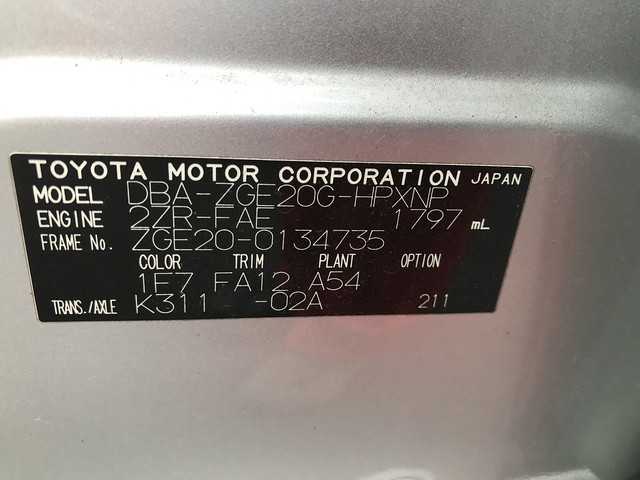 TOYOTA MOTOR CORPORATION JAPAN
MODEL DBA-ZGE20G-HPXNP
ENGINE 2ZR-FAE 1797 mL
FRAME No. ZGE20-0134735
COLOR TRIM PLANT OPTION
1E7 FA12 A54
TRANS./AXLE K311 -02A 211